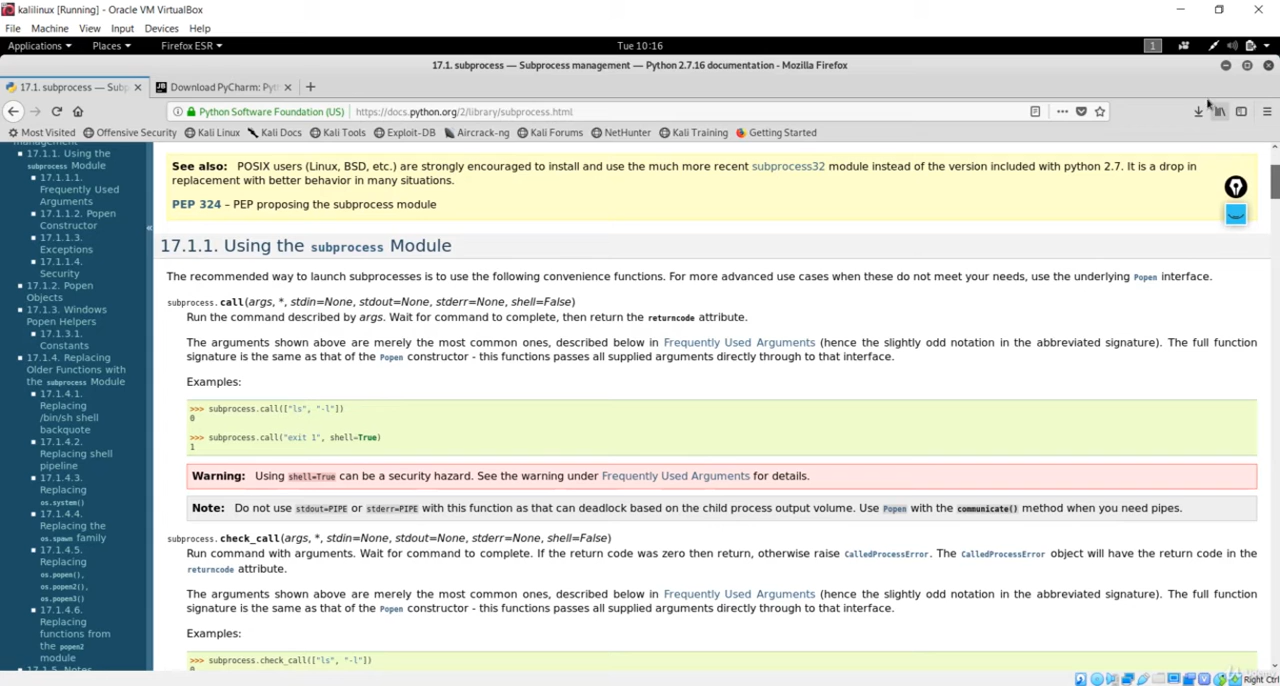 kalilinux [Running] - Oracle VM VirtualBox
File Machine View Input Devices Help
Applications Places Firefox ESR Tue 10:16 1
17.1. subprocess — Subprocess management — Python 2.7.16 documentation - Mozilla Firefox
17.1. subprocess — Subp Download PyCharm: Pyt
Python Software Foundation (US) https://docs.python.org/2/library/subprocess.html
Most Visited Offensive Security Kali Linux Kali Docs Kali Tools Exploit-DB Aircrack-ng Kali Forums NetHunter Kali Training Getting Started
management
17.1.1. Using the
subprocess Module
17.1.1.1.
Frequently Used
Arguments
17.1.1.2. Popen
Constructor
17.1.1.3.
Exceptions
17.1.1.4.
Security
17.1.2. Popen
Objects
17.1.3. Windows
Popen Helpers
17.1.3.1.
Constants
17.1.4. Replacing
Older Functions with
the subprocess Module
17.1.4.1.
Replacing
/bin/sh shell
backquote
17.1.4.2.
Replacing shell
pipeline
17.1.4.3.
Replacing
os.system()
17.1.4.4.
Replacing the
os.spawn family
17.1.4.5.
Replacing
os.popen(),
os.popen2(),
os.popen3()
17.1.4.6.
Replacing
functions from
the popen2
module
17.1.5. Notes
«
See also: POSIX users (Linux, BSD, etc.) are strongly encouraged to install and use the much more recent subprocess32 module instead of the version included with python 2.7. It is a drop in
replacement with better behavior in many situations.
PEP 324 – PEP proposing the subprocess module
17.1.1. Using the subprocess Module
The recommended way to launch subprocesses is to use the following convenience functions. For more advanced use cases when these do not meet your needs, use the underlying Popen interface.
subprocess.call(args, *, stdin=None, stdout=None, stderr=None, shell=False)
Run the command described by args. Wait for command to complete, then return the returncode attribute.
The arguments shown above are merely the most common ones, described below in Frequently Used Arguments (hence the slightly odd notation in the abbreviated signature). The full function
signature is the same as that of the Popen constructor - this functions passes all supplied arguments directly through to that interface.
Examples:
>>> subprocess.call(["ls", "-l"])
0
>>> subprocess.call("exit 1", shell=True)
1
Warning: Using shell=True can be a security hazard. See the warning under Frequently Used Arguments for details.
Note: Do not use stdout=PIPE or stderr=PIPE with this function as that can deadlock based on the child process output volume. Use Popen with the communicate() method when you need pipes.
subprocess.check_call(args, *, stdin=None, stdout=None, stderr=None, shell=False)
Run command with arguments. Wait for command to complete. If the return code was zero then return, otherwise raise CalledProcessError. The CalledProcessError object will have the return code in the
returncode attribute.
The arguments shown above are merely the most common ones, described below in Frequently Used Arguments (hence the slightly odd notation in the abbreviated signature). The full function
signature is the same as that of the Popen constructor - this functions passes all supplied arguments directly through to that interface.
Examples:
>>> subprocess.check_call(["ls", "-l"])
Right Ctrl